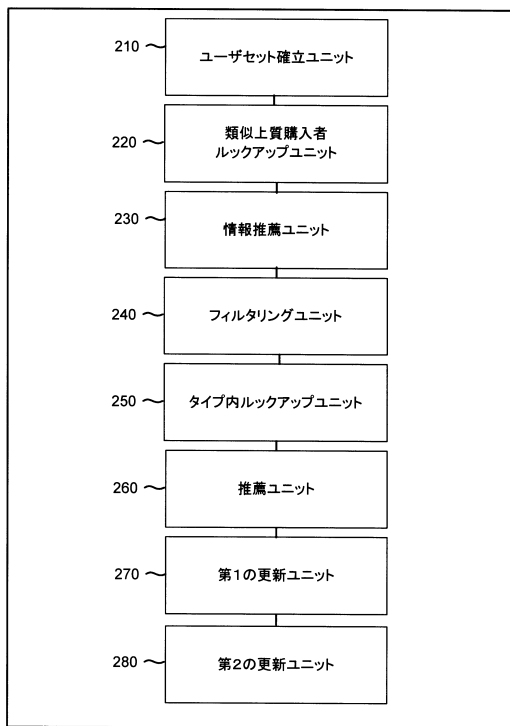 210
ユーザセット確立ユニット
220
類似上質購入者
ルックアップユニット
230
情報推薦ユニット
240
フィルタリングユニット
250
タイプ内ルックアップユニット
260
推薦ユニット
270
第1の更新ユニット
280
第2の更新ユニット